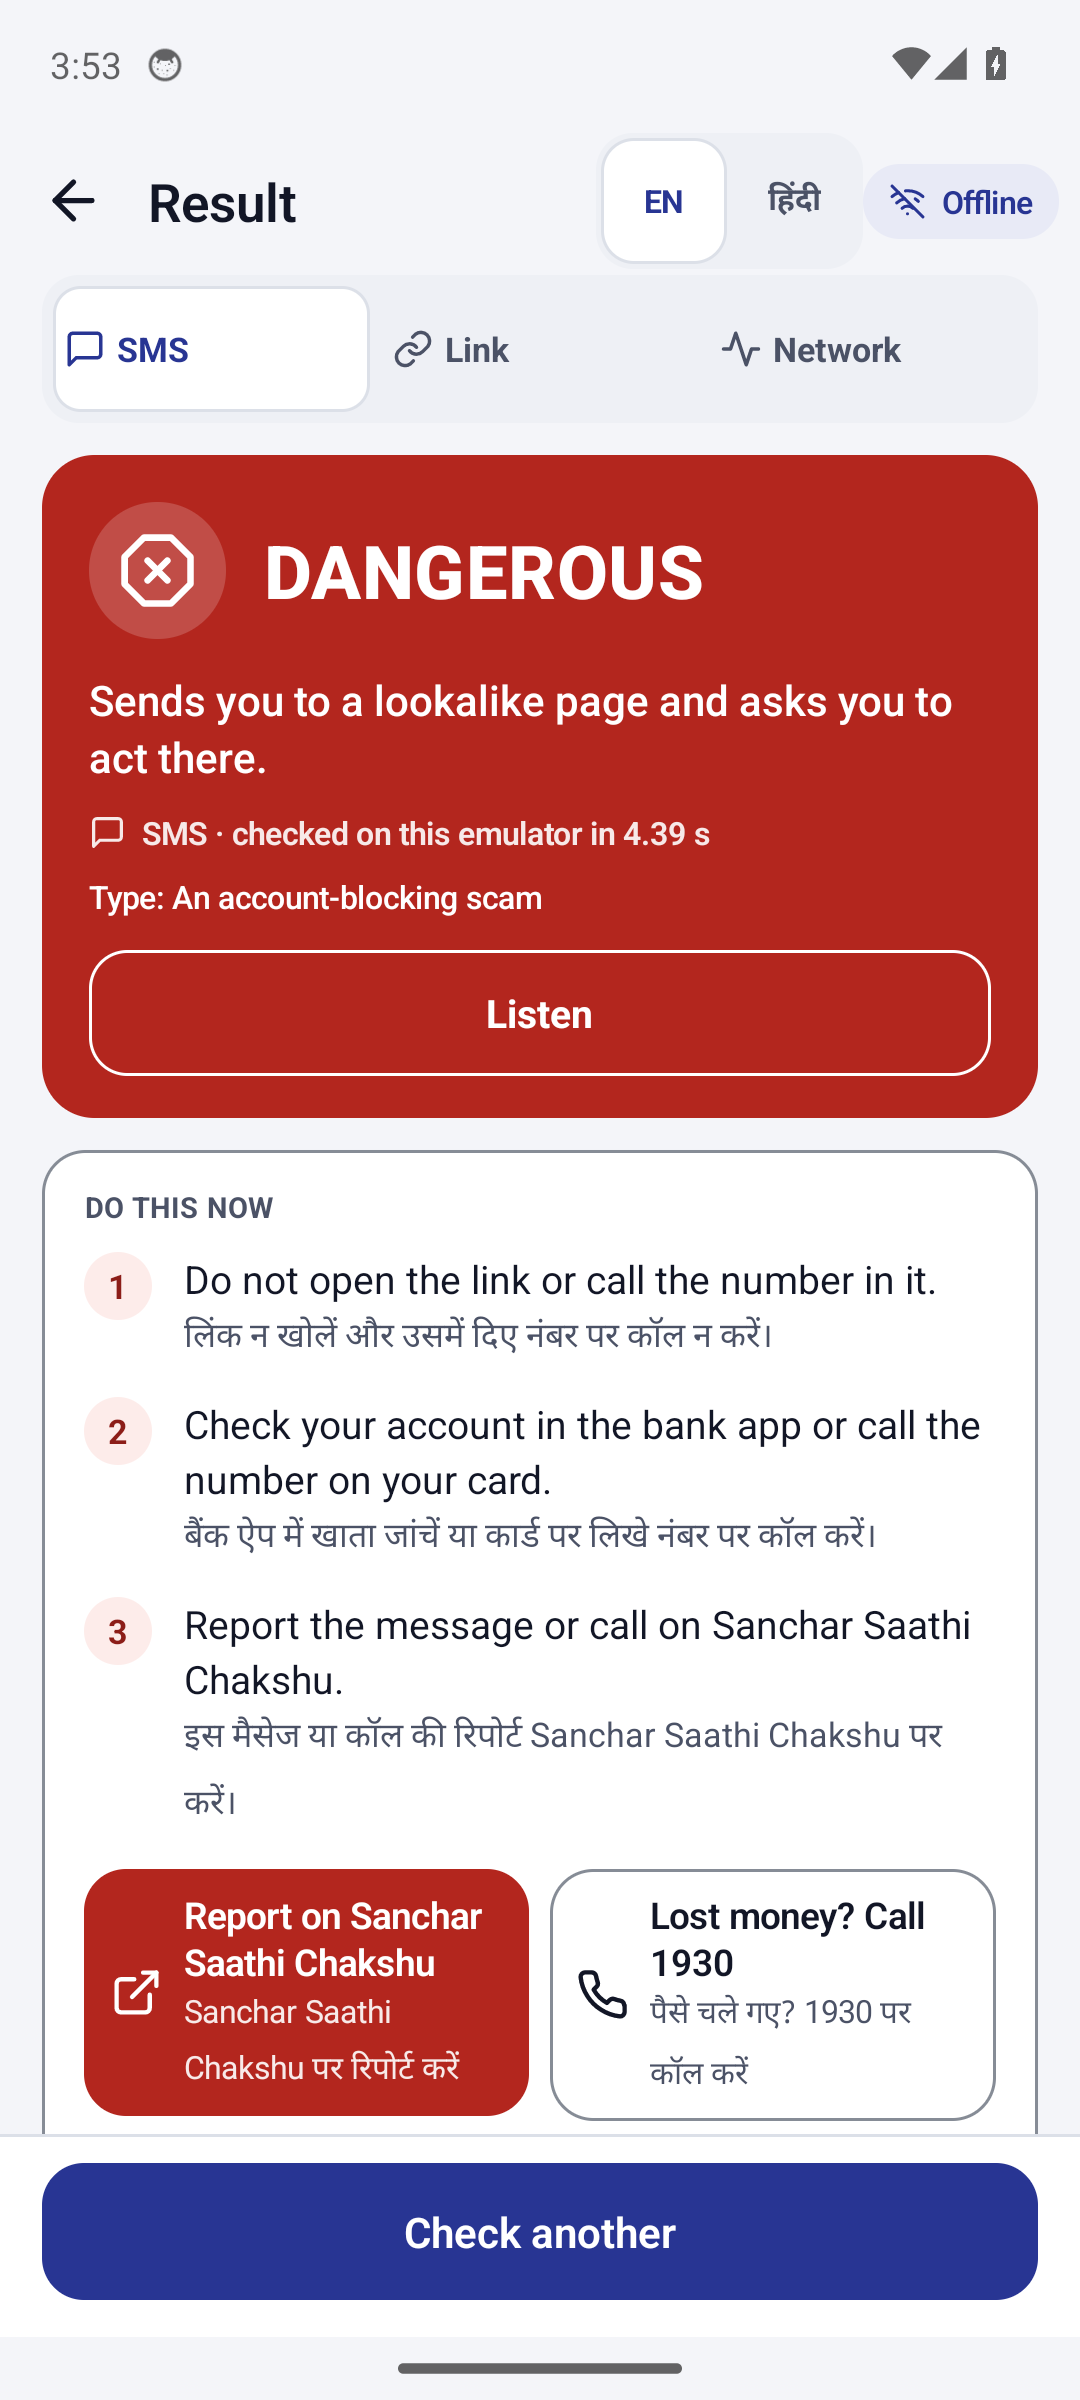 3:53
Result
EN
हिंदी
Offline
SMS
Link
Network
DANGEROUS
Sends you to a lookalike page and asks you to
act there.
SMS · checked on this emulator in 4.39 s
Type: An account-blocking scam
Listen
DO THIS NOW
1
Do not open the link or call the number in it.
लिंक न खोलें और उसमें दिए नंबर पर कॉल न करें।
2
Check your account in the bank app or call the
number on your card.
बैंक ऐप में खाता जांचें या कार्ड पर लिखे नंबर पर कॉल करें।
3
Report the message or call on Sanchar Saathi
Chakshu.
इस मैसेज या कॉल की रिपोर्ट Sanchar Saathi Chakshu पर
करें।
Report on Sanchar
Saathi Chakshu
Sanchar Saathi
Chakshu पर रिपोर्ट करें
Lost money? Call
1930
पैसे चले गए? 1930 पर
कॉल करें
Check another